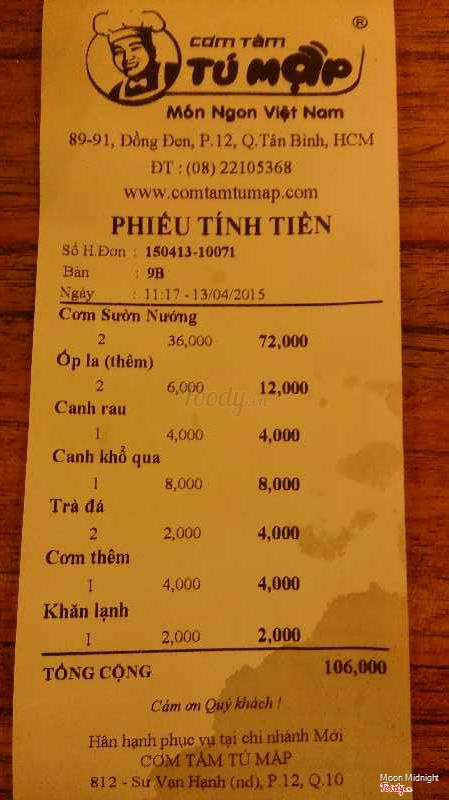 ®
CƠM TẤM
TÚ MẬP
Món Ngon Việt Nam
89-91, Đồng Đen, P.12, Q.Tân Bình, HCM
ĐT : (08) 22105368
www.comtamtumap.com
PHIẾU TÍNH TIỀN
Số H.Đơn : 150413-10071
Bàn : 9B
Ngày : 11:17 - 13/04/2015
Cơm Sườn Nướng
2 36,000 72,000
Ốp la (thêm)
2 6,000 12,000
foody.vn
Canh rau
1 4,000 4,000
Canh khổ qua
1 8,000 8,000
Trà đá
2 2,000 4,000
Cơm thêm
1 4,000 4,000
Khăn lạnh
1 2,000 2,000
TỔNG CỘNG 106,000
Cám ơn Quý khách !
Hân hạnh phục vụ tại chi nhánh Mới
CƠM TẤM TÚ MẬP
812 - Sư Vạn Hạnh (nd), P.12, Q.10
Moon Midnight
foody.vn